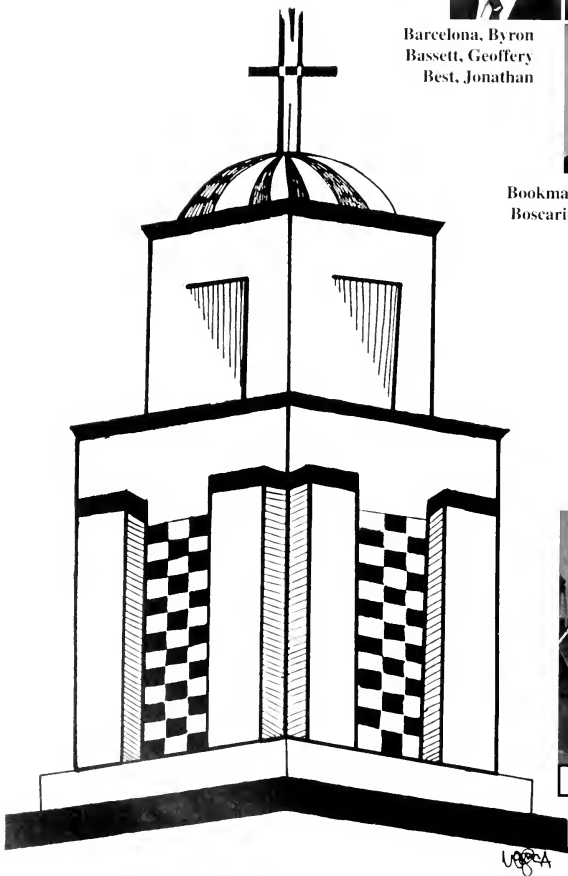 Barcelona, Byron
Bassett, Geoffery
Best, Jonathan
Bookma
Boscari